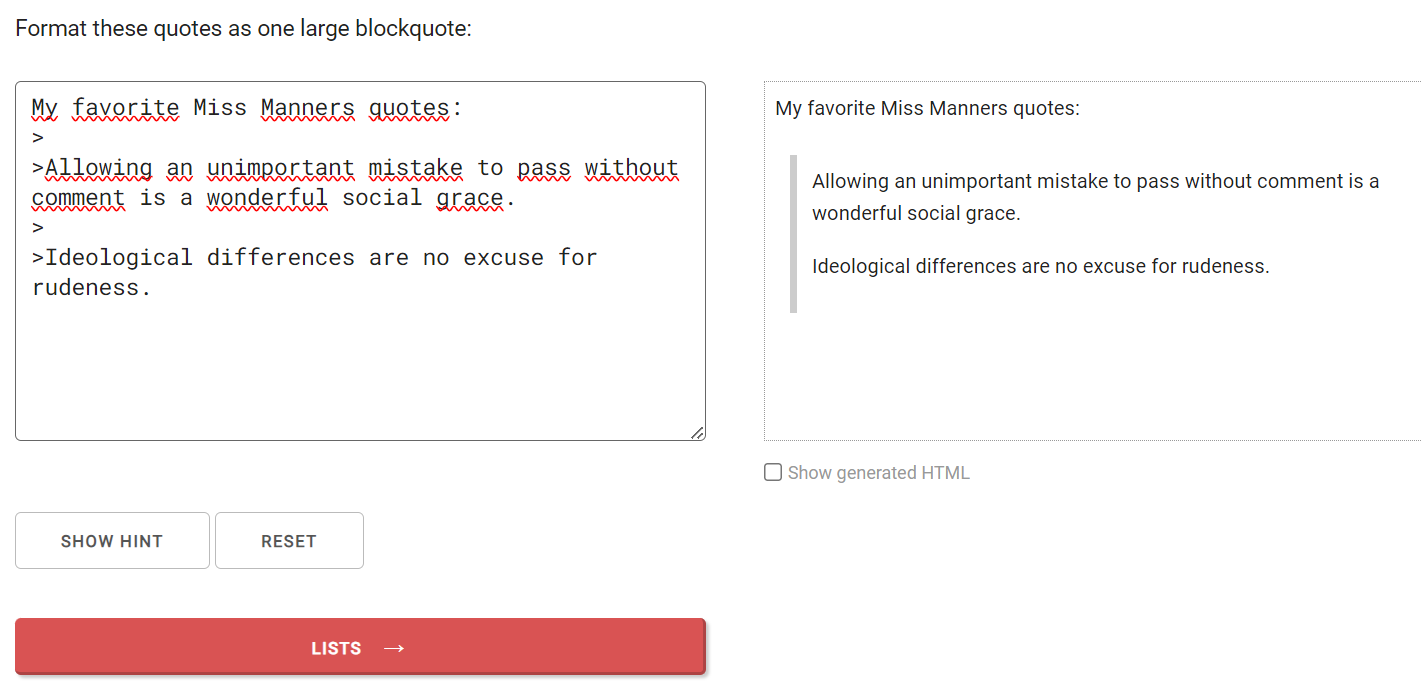 Format these quotes as one large blockquote:
My favorite Miss Manners quotes:
>
>Allowing an unimportant mistake to pass without
comment is a wonderful social grace.
>
>Ideological differences are no excuse for
rudeness.
My favorite Miss Manners quotes:
Allowing an unimportant mistake to pass without comment is a
wonderful social grace.
Ideological differences are no excuse for rudeness.
Show generated HTML
SHOW HINT
RESET
LISTS →